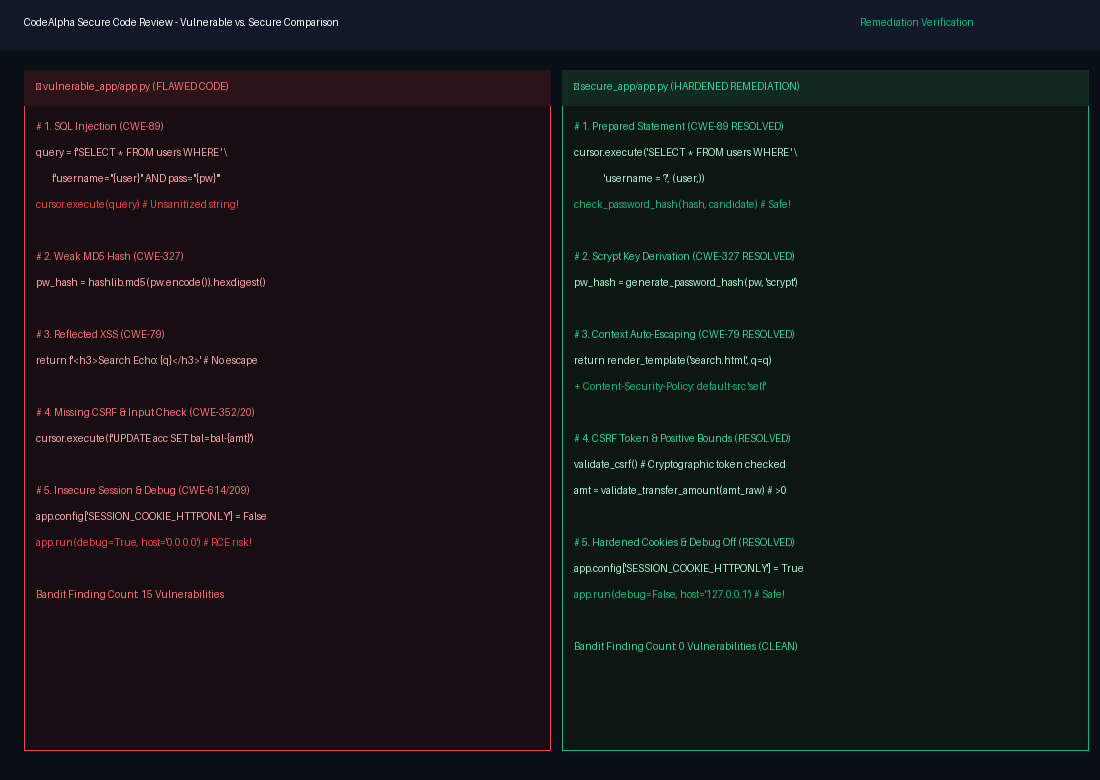 CodeAlpha Secure Code Review - Vulnerable vs. Secure Comparison
Remediation Verification
vulnerable_app/app.py (FLAWED CODE)
# 1. SQL Injection (CWE-89)
query = f'SELECT * FROM users WHERE ' \
f'username="{user}" AND pass="{pw}"'
cursor.execute(query) # Unsanitized string!
# 2. Weak MD5 Hash (CWE-327)
pw_hash = hashlib.md5(pw.encode()).hexdigest()
# 3. Reflected XSS (CWE-79)
return f'<h3>Search Echo: {q}</h3>' # No escape
# 4. Missing CSRF & Input Check (CWE-352/20)
cursor.execute(f'UPDATE acc SET bal=bal-{amt}')
# 5. Insecure Session & Debug (CWE-614/209)
app.config['SESSION_COOKIE_HTTPONLY'] = False
app.run(debug=True, host='0.0.0.0') # RCE risk!
Bandit Finding Count: 15 Vulnerabilities
secure_app/app.py (HARDENED REMEDIATION)
# 1. Prepared Statement (CWE-89 RESOLVED)
cursor.execute('SELECT * FROM users WHERE ' \
'username = ?', (user,))
check_password_hash(hash, candidate) # Safe!
# 2. Scrypt Key Derivation (CWE-327 RESOLVED)
pw_hash = generate_password_hash(pw, 'scrypt')
# 3. Context Auto-Escaping (CWE-79 RESOLVED)
return render_template('search.html', q=q)
+ Content-Security-Policy: default-src 'self'
# 4. CSRF Token & Positive Bounds (RESOLVED)
validate_csrf() # Cryptographic token checked
amt = validate_transfer_amount(amt_raw) # >0
# 5. Hardened Cookies & Debug Off (RESOLVED)
app.config['SESSION_COOKIE_HTTPONLY'] = True
app.run(debug=False, host='127.0.0.1') # Safe!
Bandit Finding Count: 0 Vulnerabilities (CLEAN)